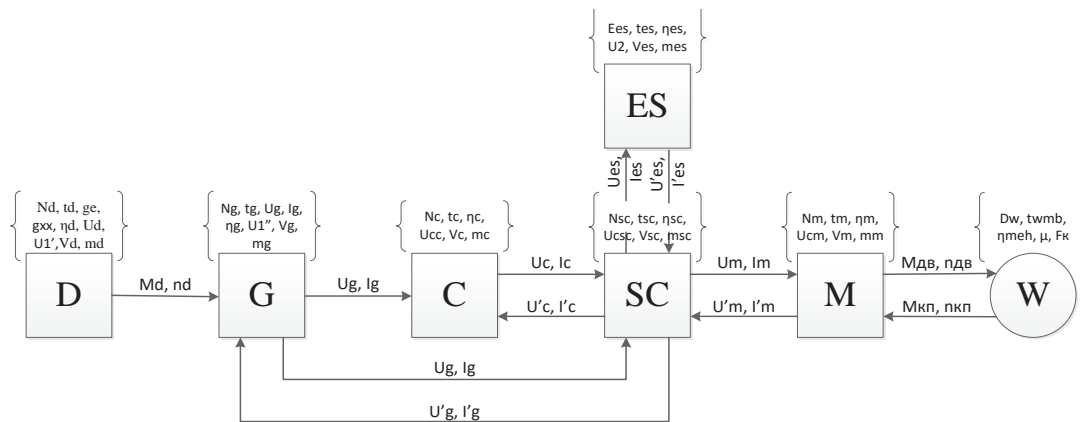 Ees, tes, ηes,
U2, Ves, mes
ES
Ues,
Ies
U'es,
I'es
Nd, td, ge,
gxx, ηd, Ud,
U1',Vd, md
Ng, tg, Ug, Ig,
ηg, U1'', Vg,
mg
Nc, tc, ηc,
Ucc, Vc, mc
Nsc, tsc, ηsc,
Ucsc, Vsc, msc
Nm, tm, ηm,
Ucm, Vm, mm
Dw, twmb,
ηmeh, μ, Fк
D
Md, nd
G
Ug, Ig
C
Uc, Ic
U'c, I'c
SC
Um, Im
U'm, I'm
M
Mдв, nдв
Mкп, nкп
W
Ug, Ig
U'g, I'g